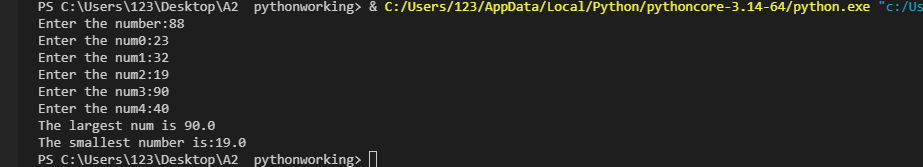 PS C:\Users\123\Desktop\A2  pythonworking> & C:/Users/123/AppData/Local/Python/pythoncore-3.14-64/python.exe "c:/Us
Enter the number:88
Enter the num0:23
Enter the num1:32
Enter the num2:19
Enter the num3:90
Enter the num4:40
The largest num is 90.0
The smallest number is:19.0
PS C:\Users\123\Desktop\A2  pythonworking>